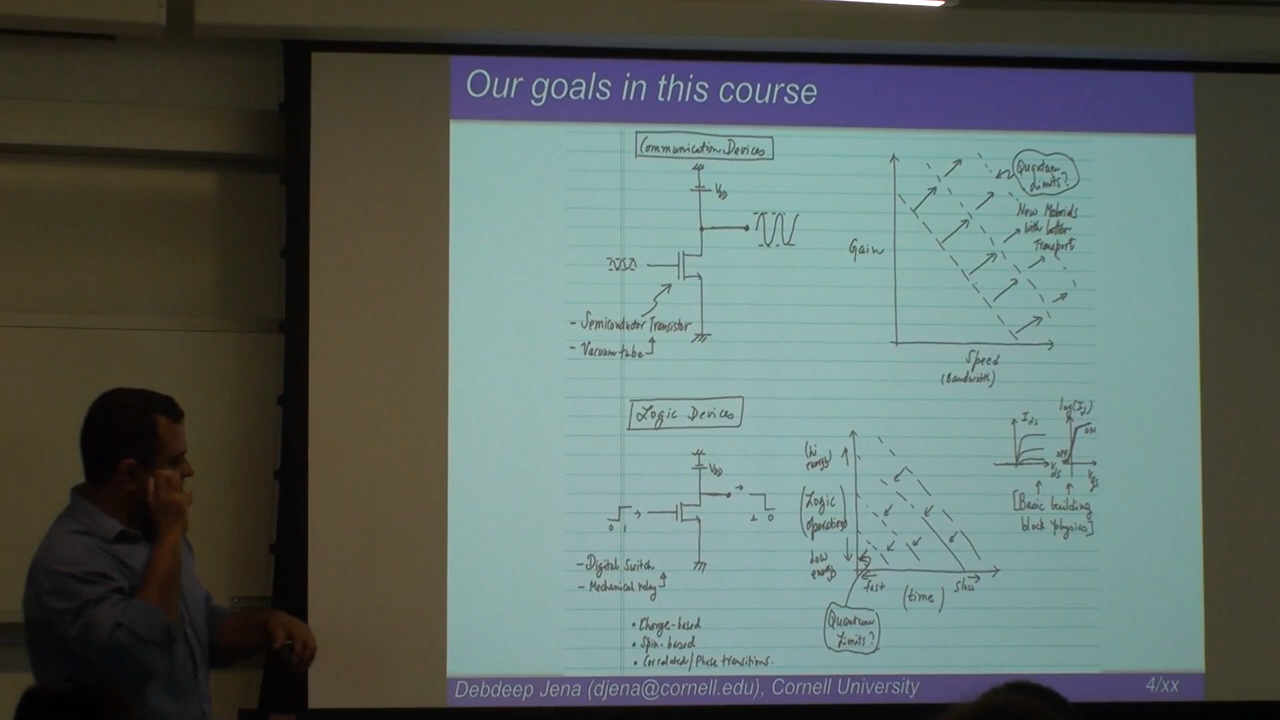 Our goals in this course
Communication Devices
VDD
- Semiconductor Transistor
- Vacuum tube
Gain
Speed
(Bandwidth)
Quantum
Limits?
New Materials
with better
Transport
Logic Devices
VDD
0 1
1 0
- Digital Switch
- Mechanical relay
• Charge-based
• Spin-based
• Correlated/Phase transitions.
(hi
energy)
(Logic
operation)
Low
energy
fast
(time)
slow
Quantum
Limits?
Ids
Vds
log(Id)
ON
OFF
Vgs
[Basic building
block physics]
Debdeep Jena (djena@cornell.edu), Cornell University
4/xx